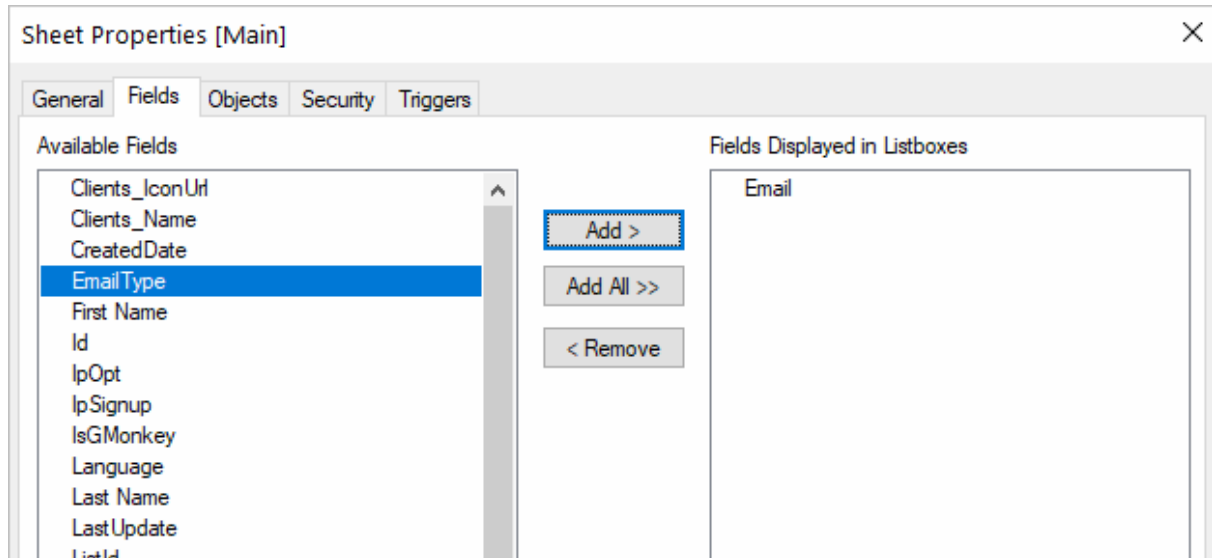 Sheet Properties [Main]
General Fields Objects Security Triggers
Available Fields
Clients_IconUrl
Clients_Name
CreatedDate
EmailType
First Name
Id
IpOpt
IpSignup
IsGMonkey
Language
Last Name
LastUpdate
ListId
Add >
Add All >>
< Remove
Fields Displayed in Listboxes
Email